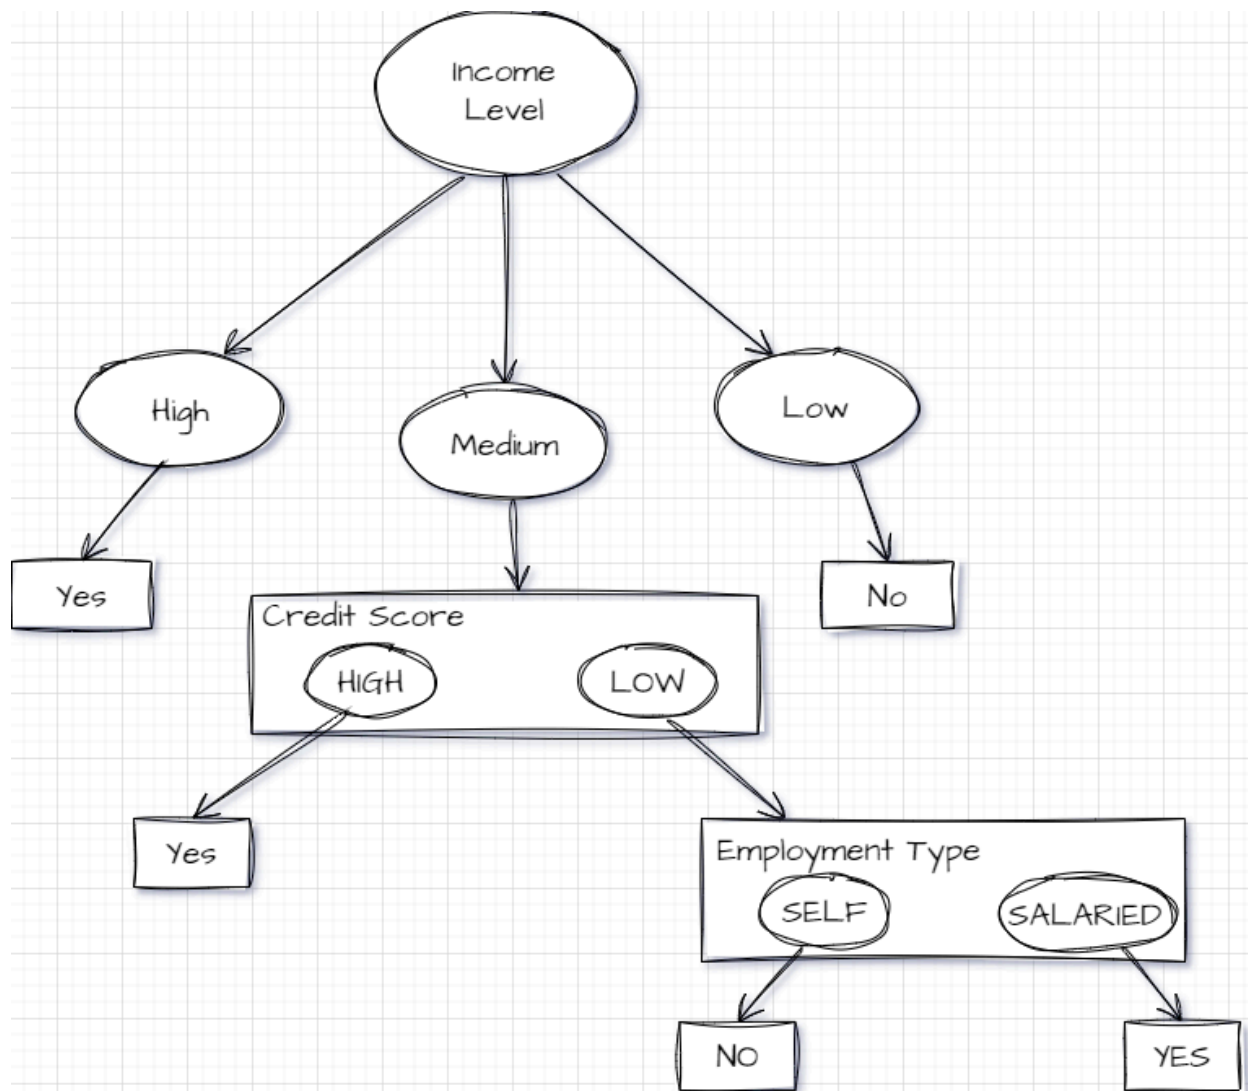 Income
Level
High
Medium
Low
Yes
No
Credit Score
HIGH
LOW
Yes
Employment Type
SELF
SALARIED
NO
YES